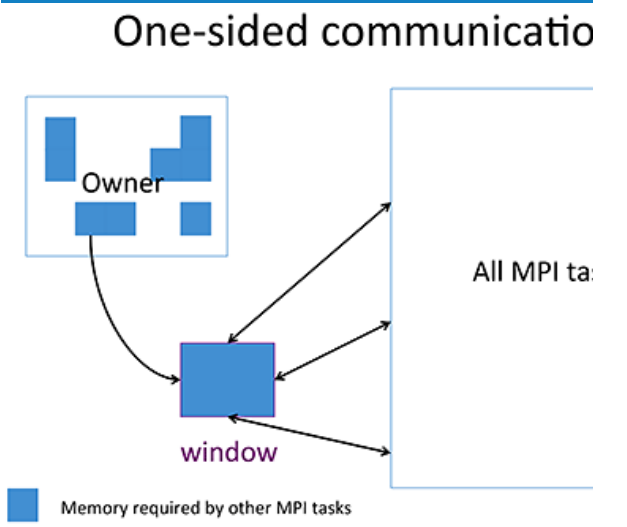 One-sided communicatio
Owner
All MPI tas
window
Memory required by other MPI tasks